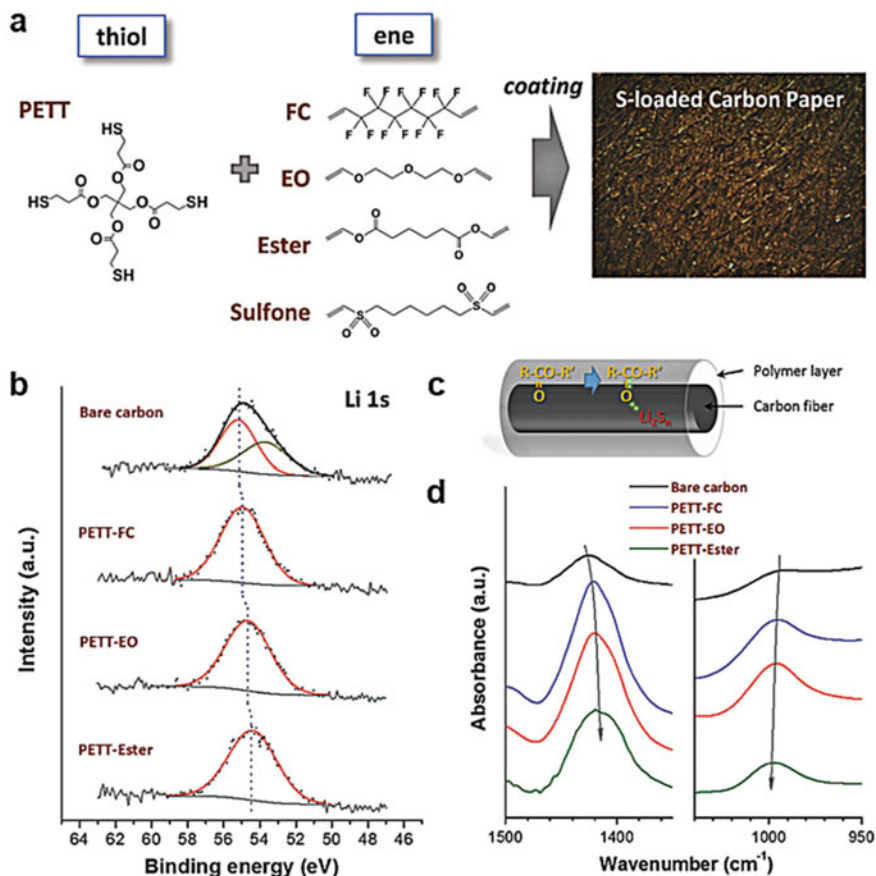 a
thiol
ene
PETT
HS
SH
HS
SH
O
O
O
O
O
O
O
O
FC
F F F F F F
F F F F F F
EO
O O O
Ester
O
O
O
O
Sulfone
O O
S
S
O O
coating
S-loaded Carbon Paper
b
Li 1s
Bare carbon
PETT-FC
PETT-EO
PETT-Ester
Intensity (a.u.)
64 62 60 58 56 54 52 50 48 46
Binding energy (eV)
c
R-CO-R' R-CO-R'
O O
Li₂Sₙ
Polymer layer
Carbon fiber
d
Bare carbon
PETT-FC
PETT-EO
PETT-Ester
Absorbance (a.u.)
1500 1400 1000 950
Wavenumber (cm⁻¹)